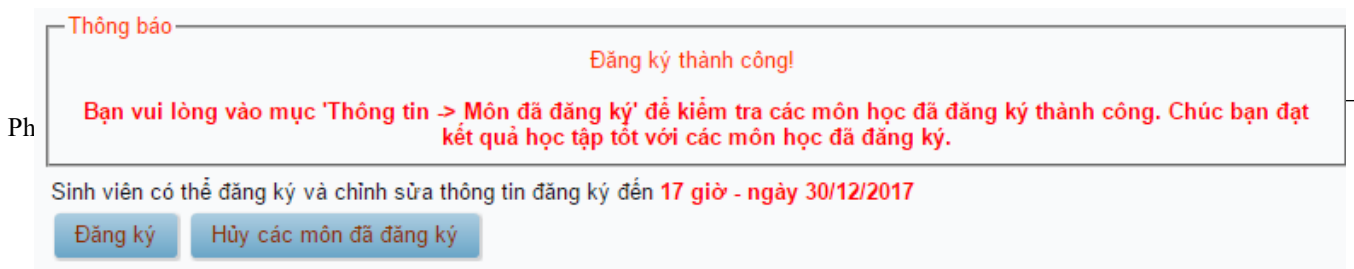 Thông báo
Đăng ký thành công!
Bạn vui lòng vào mục 'Thông tin -> Môn đã đăng ký' để kiểm tra các môn học đã đăng ký thành công. Chúc bạn đạt
kết quả học tập tốt với các môn học đã đăng ký.
Ph
Sinh viên có thể đăng ký và chỉnh sửa thông tin đăng ký đến 17 giờ - ngày 30/12/2017
Đăng ký Hủy các môn đã đăng ký